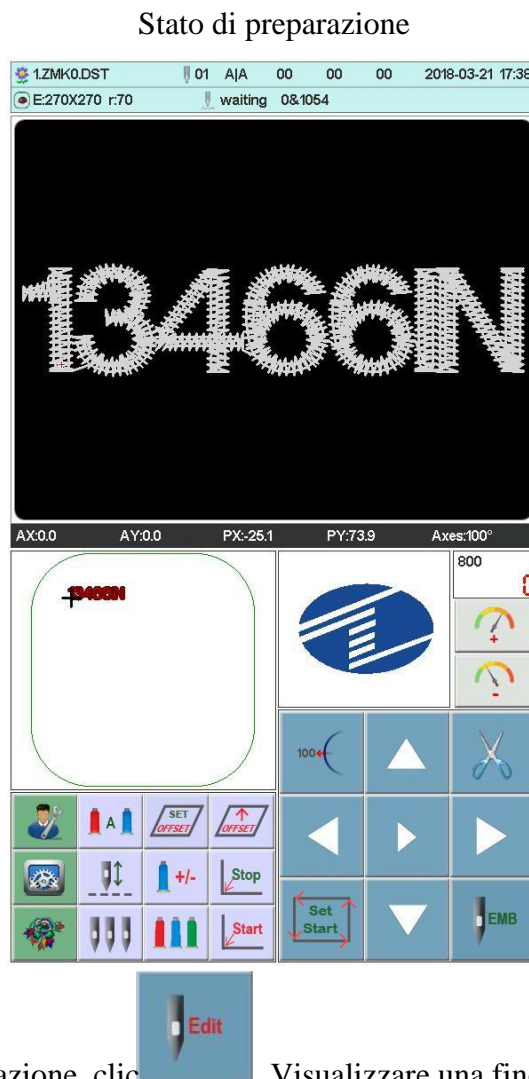 Stato di preparazione
1.ZMK0.DST 01 A|A 00 00 00 2018-03-21 17:38
E:270X270 r:70 waiting 0&1054
13466N
AX:0.0 AY:0.0 PX:-25.1 PY:73.9 Axes:100°
13466N
800
+
-
100
A
SET
OFFSET
OFFSET
+/-
Stop
Start
Set
Start
EMB
Edit
clic
Visualizzare una